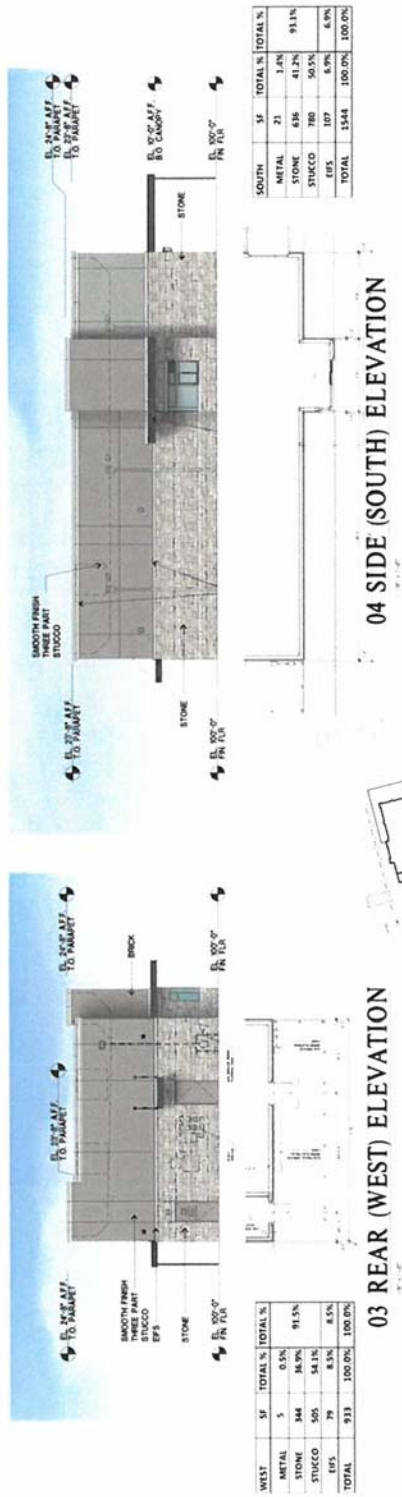 EL 24'-8" A.F.F.
T.O. PARAPET
EL 22'-8" A.F.F.
T.O. PARAPET
EL 24'-8" A.F.F.
T.O. PARAPET
SMOOTH FINISH
THREE PART
STUCCO
EIFS
STONE
BRICK
EL 100'-0"
FIN FLR
EL 100'-0"
FIN FLR
WEST SF TOTAL % TOTAL %
METAL 5 0.5%
STONE 344 36.9% 91.5%
STUCCO 505 54.1%
EIFS 79 8.5% 8.5%
TOTAL 933 100.0% 100.0%
03 REAR (WEST) ELEVATION
EL 22'-8" A.F.F.
T.O. PARAPET
SMOOTH FINISH
THREE PART
STUCCO
EL 24'-8" A.F.F.
T.O. PARAPET
EL 22'-8" A.F.F.
T.O. PARAPET
EL 10'-0" A.F.F.
B.O. CANOPY
STONE
STONE
EL 100'-0"
FIN FLR
EL 100'-0"
FIN FLR
04 SIDE (SOUTH) ELEVATION
SOUTH SF TOTAL % TOTAL %
METAL 21 1.4%
STONE 636 41.2% 93.1%
STUCCO 780 50.5%
EIFS 107 6.9% 6.9%
TOTAL 1544 100.0% 100.0%